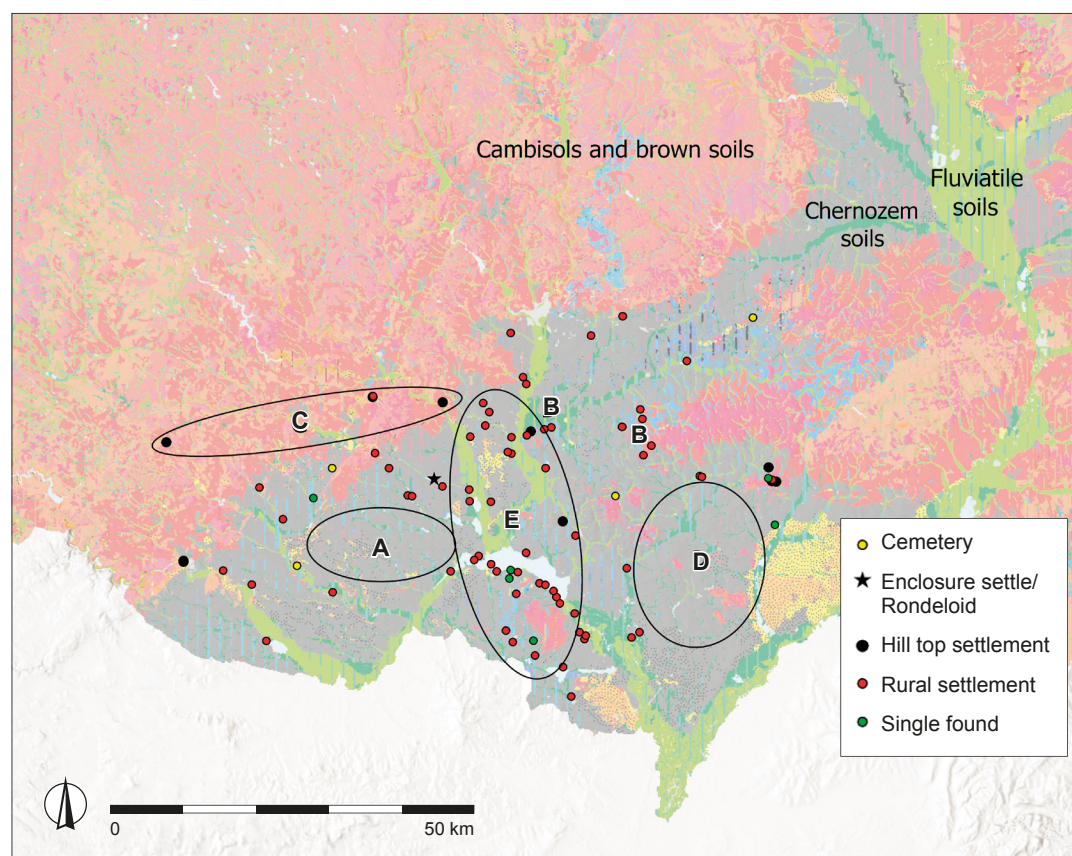 Cambisols and brown soils
Fluviatile
soils
Chernozem
soils
C
B
B
E
A
D
Cemetery
Enclosure settle/
Rondeloid
Hill top settlement
Rural settlement
Single found
0
50 km